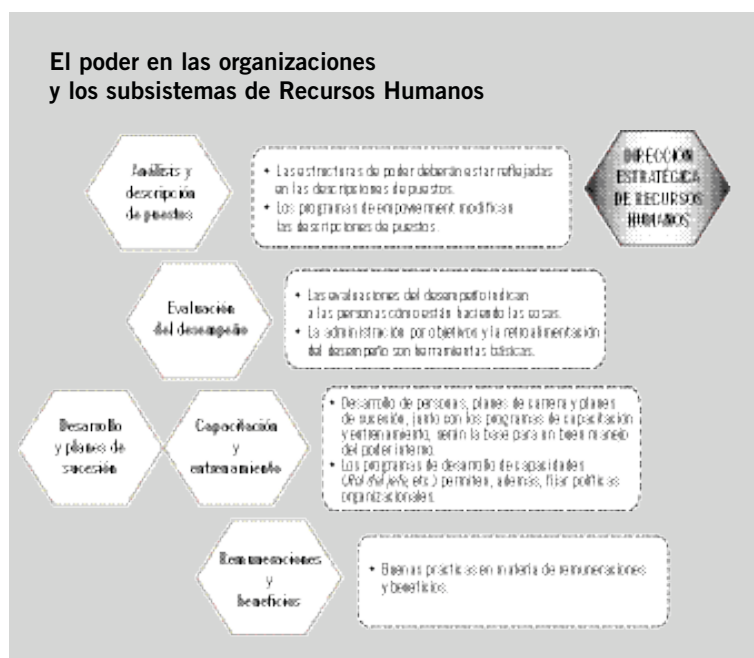 El poder en las organizaciones
y los subsistemas de Recursos Humanos
Análisis y
descripción
de puestos
• Las estructuras de poder deberán estar reflejadas
en las descripciones de puestos.
• Los programas de empowerment modifican
las descripciones de puestos.
DIRECCIÓN
ESTRATÉGICA
DE RECURSOS
HUMANOS
Evaluación
del desempeño
• Las evaluaciones del desempeño indican
a las personas cómo están haciendo las cosas.
• La administración por objetivos y la retroalimentación
del desempeño son herramientas básicas.
Desarrollo
y planes de
sucesión
Capacitación
y
entrenamiento
• Desarrollo de personas, planes de carrera y planes
de sucesión, junto con los programas de capacitación
y entrenamiento, serán la base para un buen manejo
del poder interno.
• Los programas de desarrollo de capacidades
(Rol del jefe, etc.) permiten, además, fijar políticas
organizacionales.
Remuneraciones
y
beneficios
• Buenas prácticas en materia de remuneraciones
y beneficios.